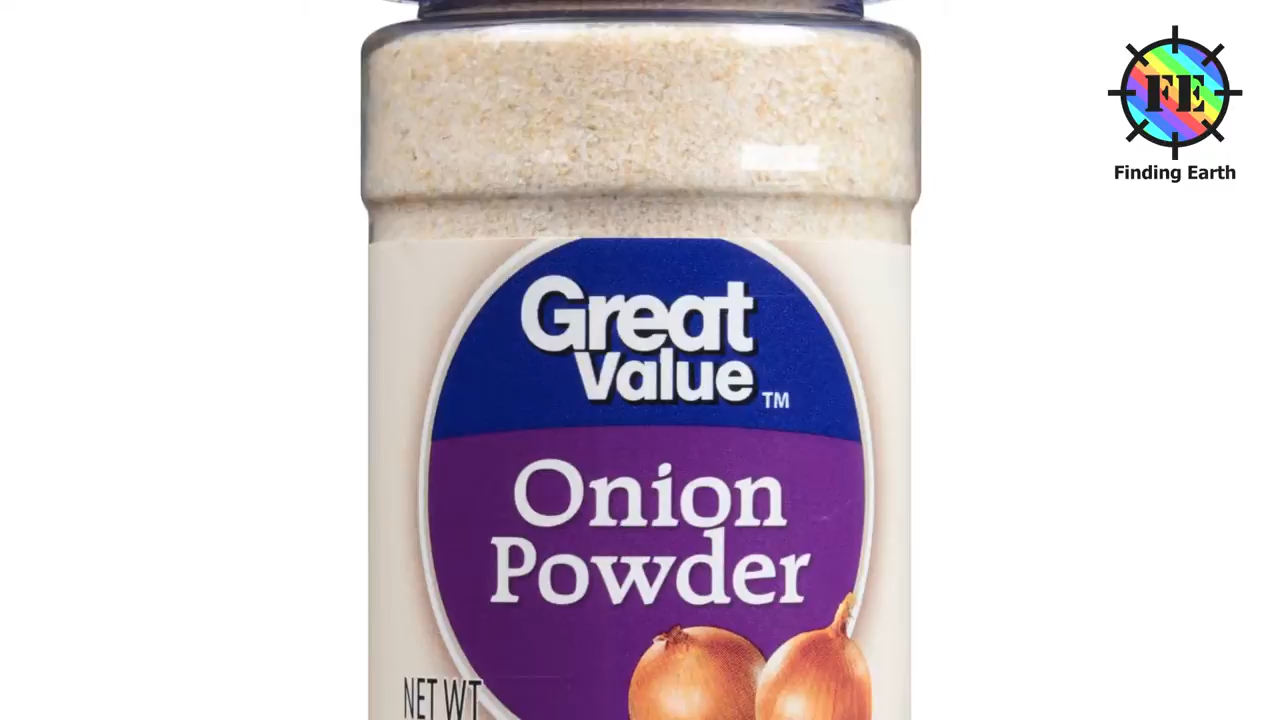 FE
Finding Earth
Great
Value
TM
Onion
Powder
NET WT